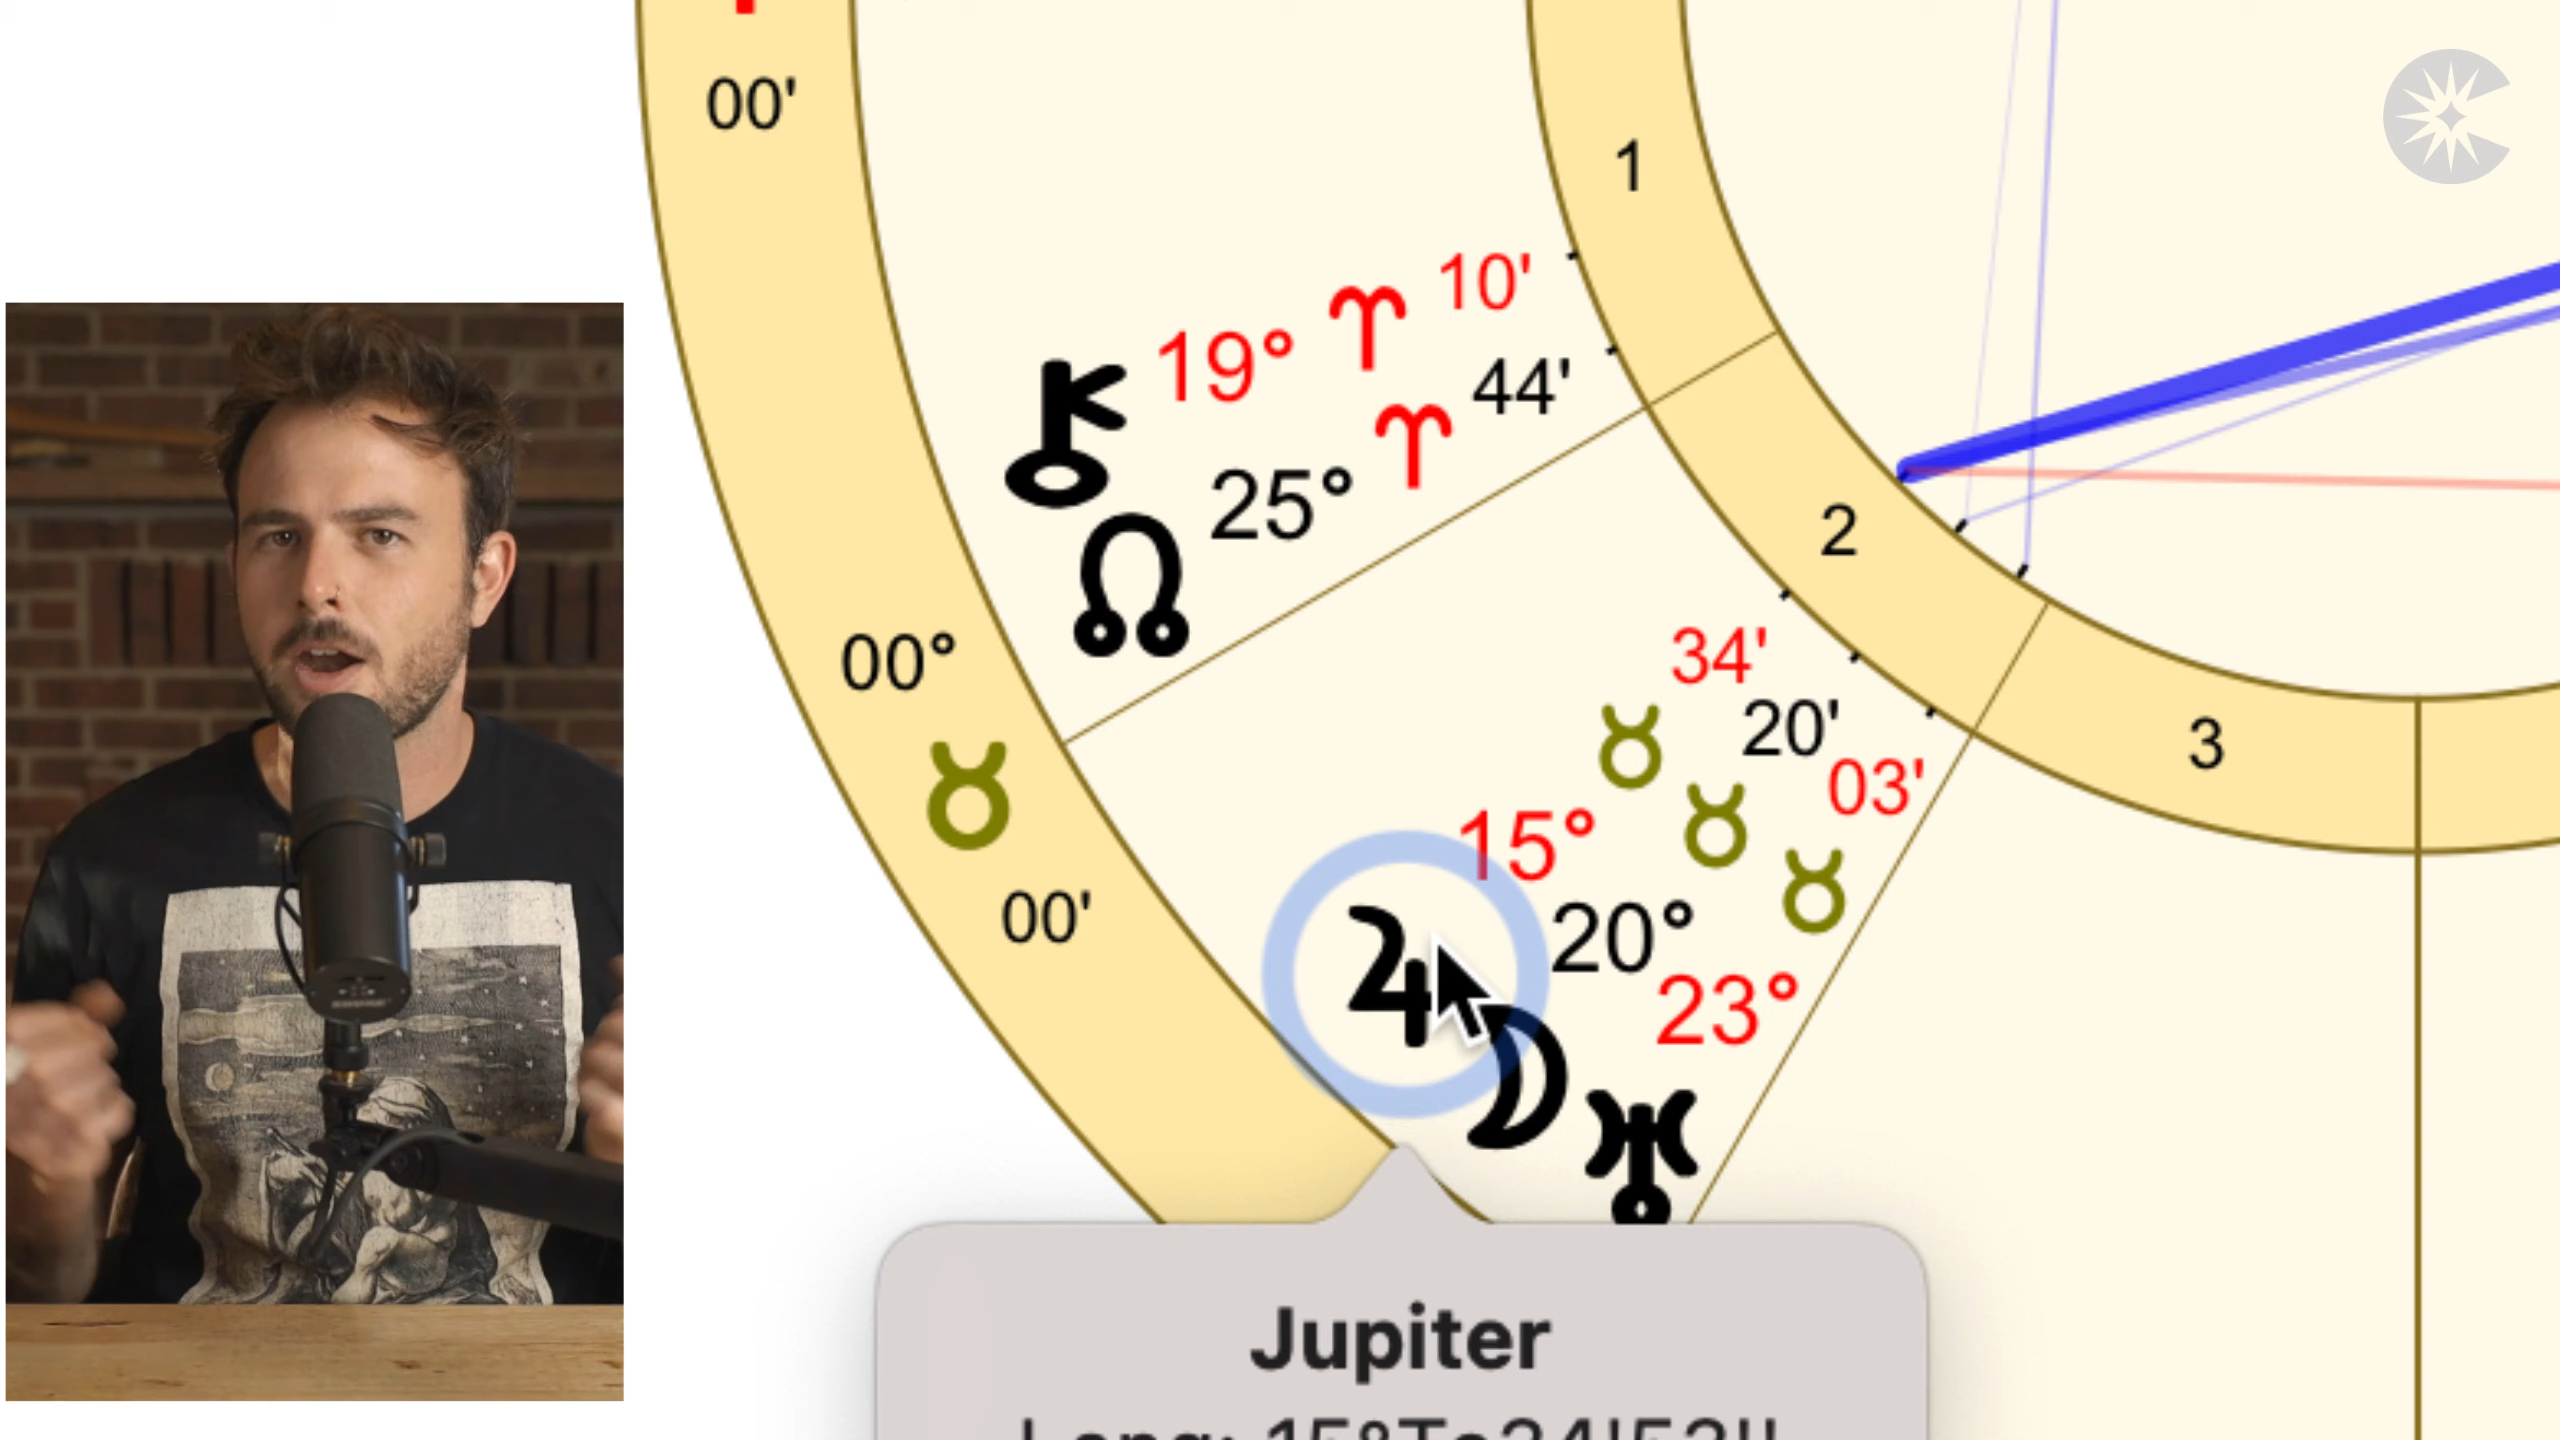 00'
1
19° ♈ 10'
25° ♈ 44'
00°
♉
00'
2
3
15° ♉ 34'
20° ♉ 20'
23° ♉ 03'
Jupiter